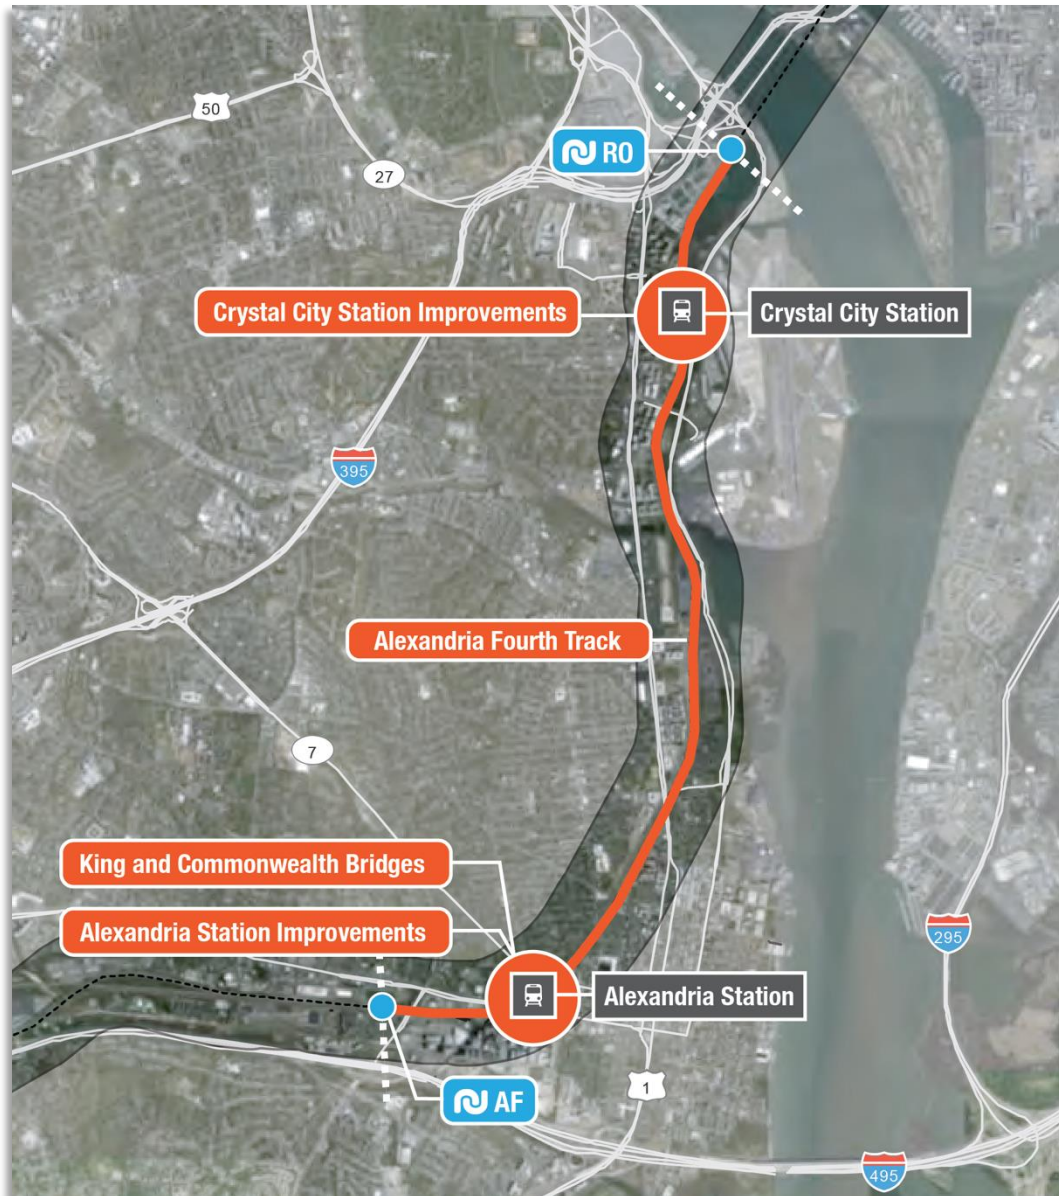 50
RO
27
Crystal City Station Improvements
Crystal City Station
395
Alexandria Fourth Track
7
King and Commonwealth Bridges
Alexandria Station Improvements
295
Alexandria Station
1
AF
495